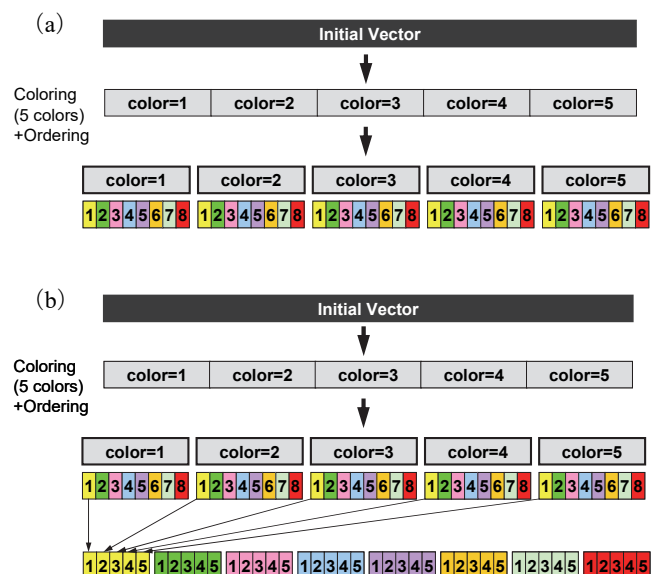 (a)
Initial Vector
Coloring
(5 colors)
+Ordering
color=1 color=2 color=3 color=4 color=5
color=1 color=2 color=3 color=4 color=5
12345678 12345678 12345678 12345678 12345678
(b)
Initial Vector
Coloring
(5 colors)
+Ordering
color=1 color=2 color=3 color=4 color=5
color=1 color=2 color=3 color=4 color=5
12345678 12345678 12345678 12345678 12345678
12345 12345 12345 12345 12345 12345 12345 12345